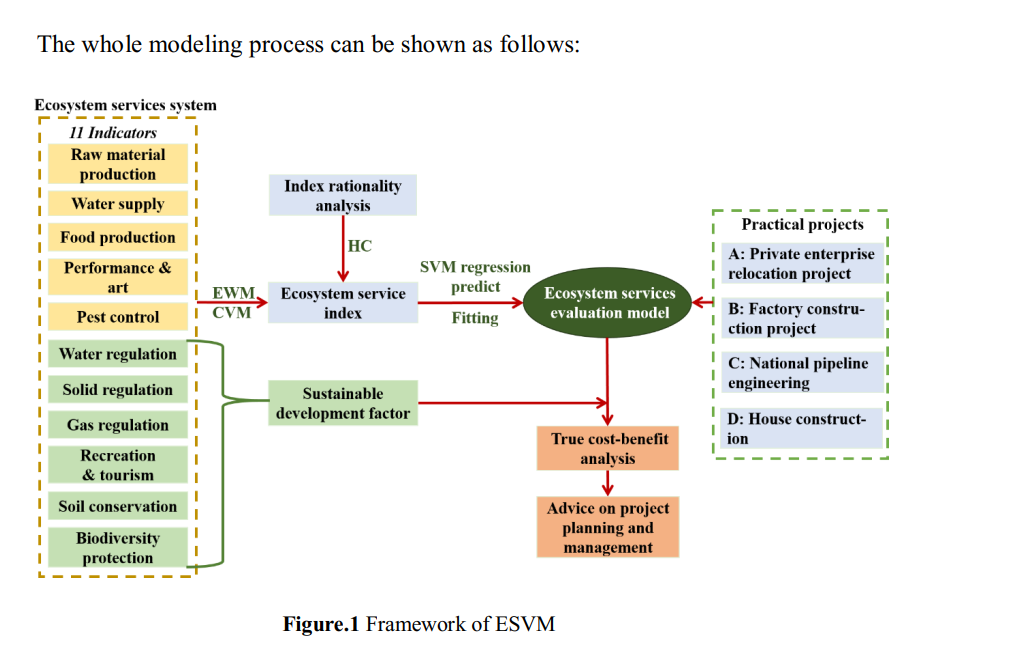 The whole modeling process can be shown as follows:
Ecosystem services system
11 Indicators
Raw material
production
Water supply
Food production
Performance &
art
Pest control
Water regulation
Solid regulation
Gas regulation
Recreation
& tourism
Soil conservation
Biodiversity
protection
EWM
CVM
Index rationality
analysis
HC
Ecosystem service
index
Sustainable
development factor
SVM regression
predict
Fitting
Ecosystem services
evaluation model
True cost-benefit
analysis
Advice on project
planning and
management
Practical projects
A: Private enterprise
relocation project
B: Factory constru-
ction project
C: National pipeline
engineering
D: House construct-
ion
Figure.1 Framework of ESVM